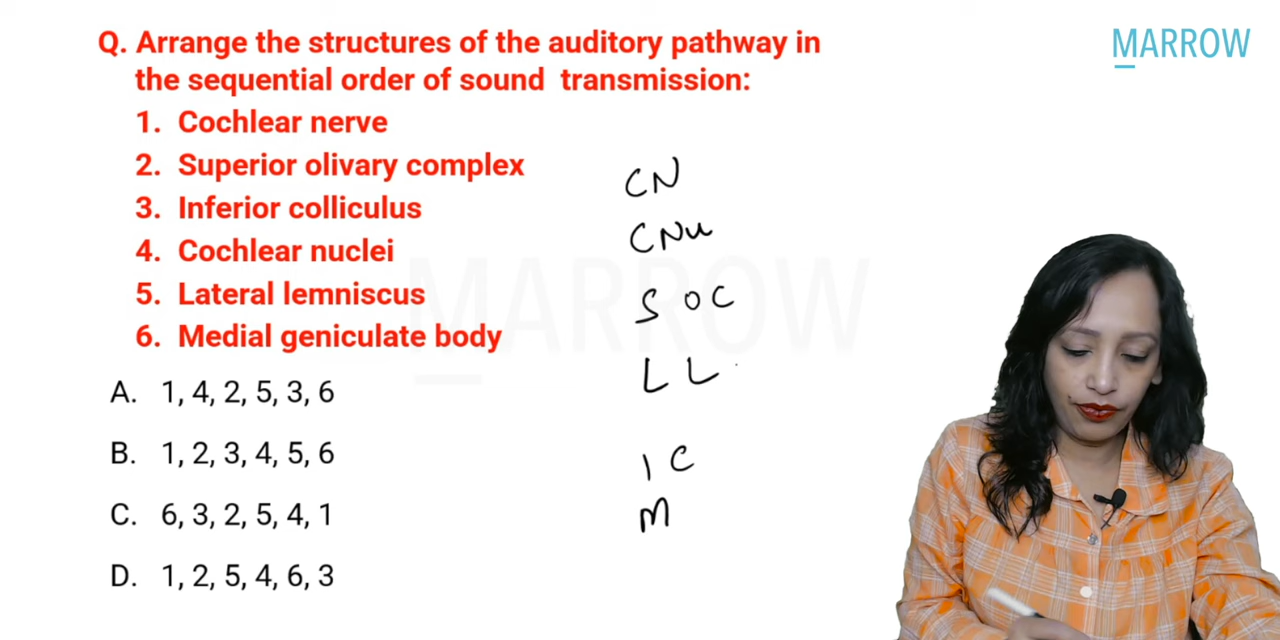 Q. Arrange the structures of the auditory pathway in
the sequential order of sound transmission:
1. Cochlear nerve
2. Superior olivary complex
3. Inferior colliculus
4. Cochlear nuclei
5. Lateral lemniscus
6. Medial geniculate body
A. 1, 4, 2, 5, 3, 6
B. 1, 2, 3, 4, 5, 6
C. 6, 3, 2, 5, 4, 1
D. 1, 2, 5, 4, 6, 3
CN
CNu
SOC
LL
IC
M
MARROW
MARROW